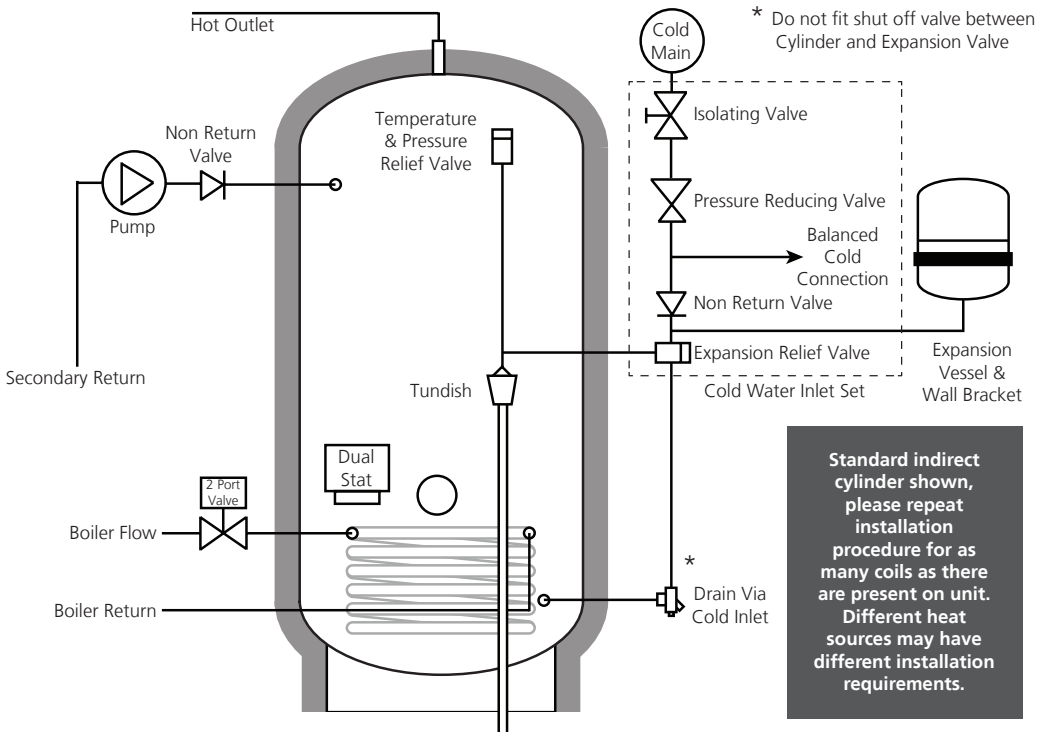 Hot Outlet
* Do not fit shut off valve between
Cylinder and Expansion Valve
Cold
Main
Isolating Valve
Temperature
& Pressure
Relief Valve
Non Return
Valve
Pump
Pressure Reducing Valve
Balanced
Cold
Connection
Non Return Valve
Expansion Relief Valve
Cold Water Inlet Set
Expansion
Vessel &
Wall Bracket
Secondary Return
Tundish
Dual
Stat
2 Port
Valve
Boiler Flow
Boiler Return
*
Drain Via
Cold Inlet
Standard indirect
cylinder shown,
please repeat
installation
procedure for as
many coils as there
are present on unit.
Different heat
sources may have
different installation
requirements.